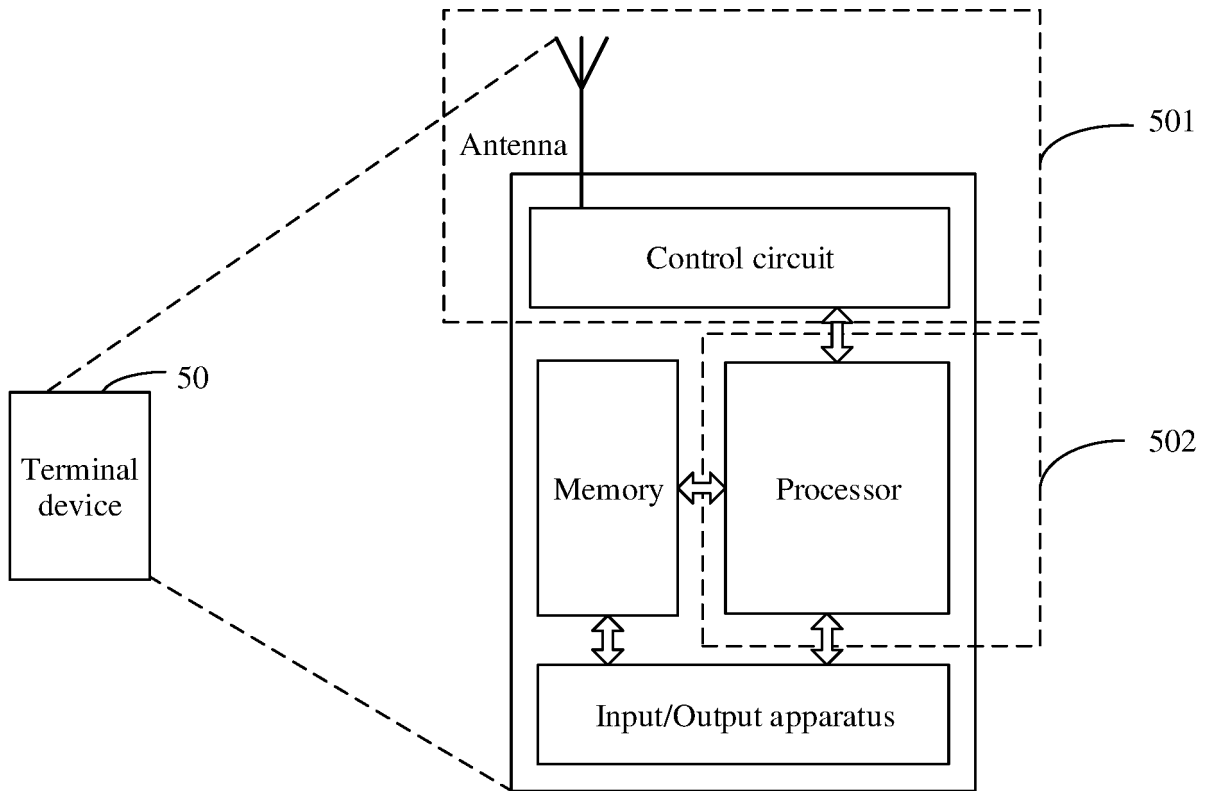 501
Antenna
Control circuit
50
502
Terminal
device
Memory
Processor
Input/Output apparatus